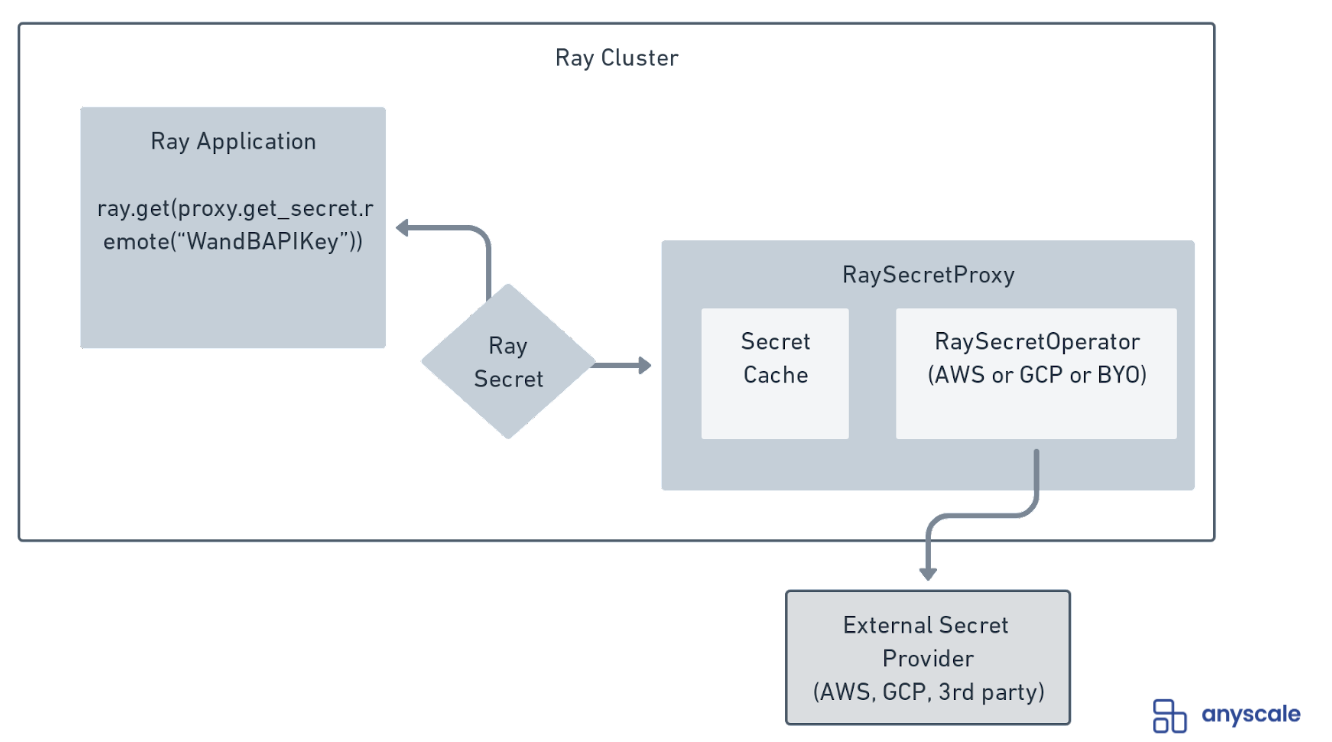 Ray Cluster
Ray Application
ray.get(proxy.get_secret.r
emote(“WandBAPIKey”))
Ray
Secret
RaySecretProxy
Secret
Cache
RaySecretOperator
(AWS or GCP or BYO)
External Secret
Provider
(AWS, GCP, 3rd party)
anyscale